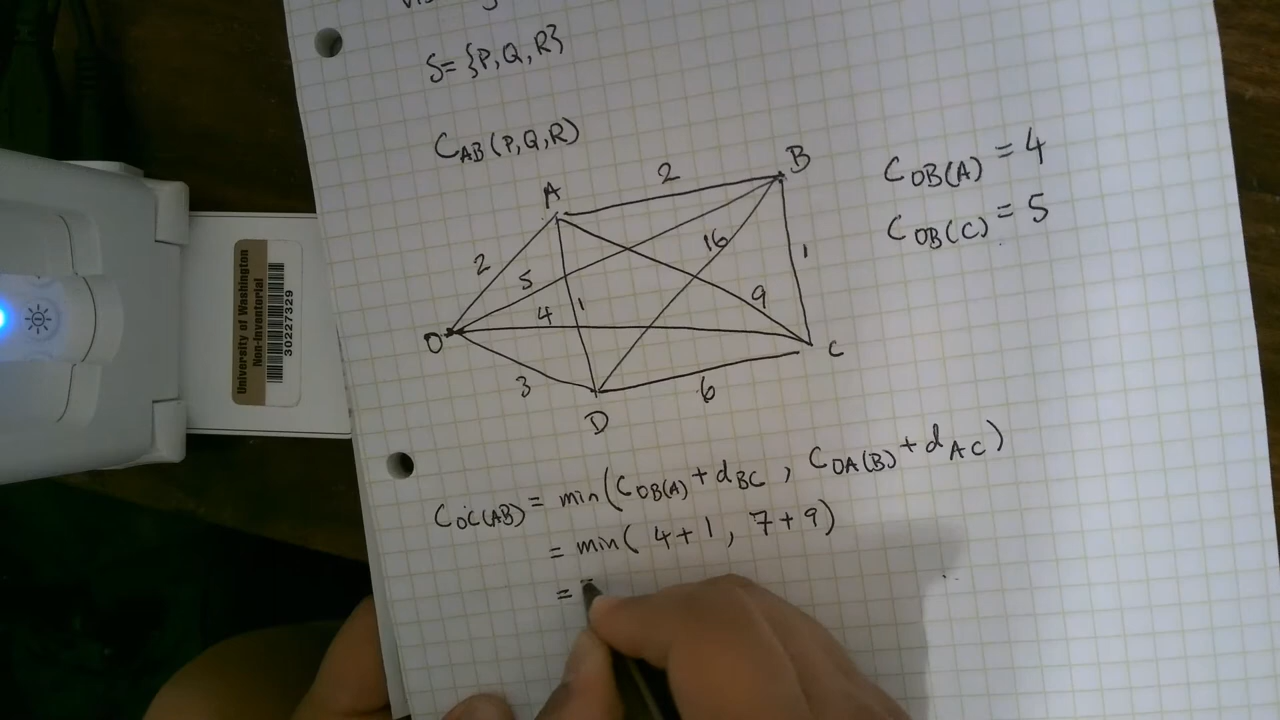 S={P,Q,R}
C_AB(P,Q,R)
A
2
B
2
5
16
1
4
1
9
O
C
3
6
D
C_OB(A) = 4
C_OB(C) = 5
C_OC(AB) = min(C_OB(A) + d_BC , C_OA(B) + d_AC)
= min( 4+1 , 7+9)
=
University of Washington
Non-Inventorial
30227329